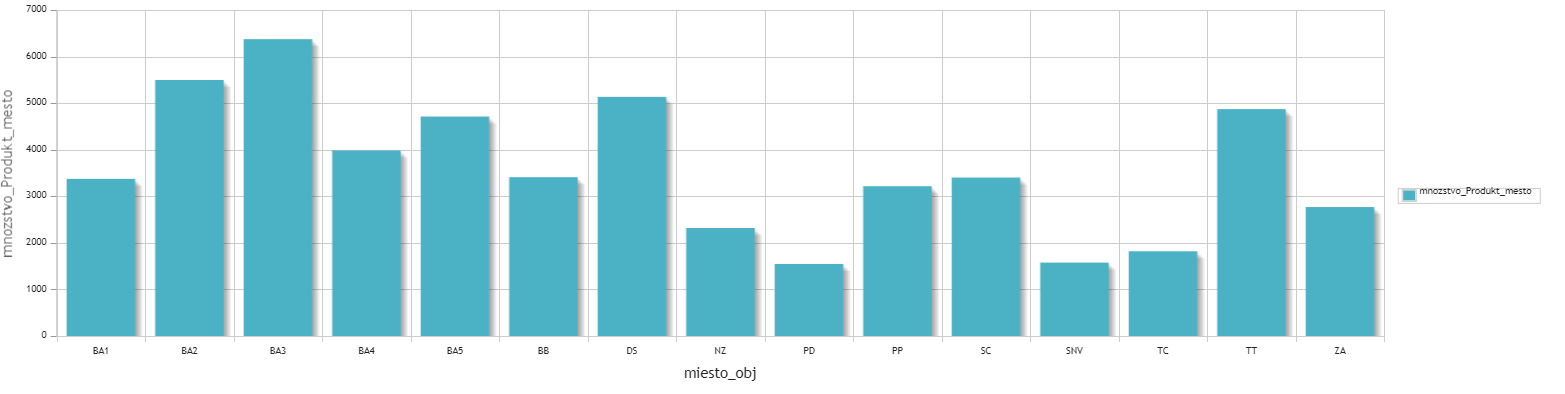 7000
6000
5000
4000
3000
2000
1000
0
mnozstvo_Produkt_mesto
BA1 BA2 BA3 BA4 BA5 BB DS NZ PD PP SC SNV TC TT ZA
miesto_obj
mnozstvo_Produkt_mesto